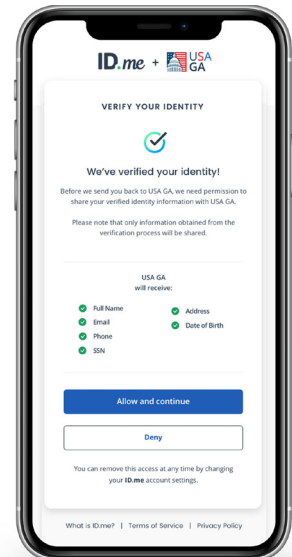 ID.me + USA
GA
VERIFY YOUR IDENTITY
We've verified your identity!
Before we send you back to USA GA, we need permission to
share your verified identity information with USA GA.
Please note that only information obtained from the
verification process will be shared.
USA GA
will receive:
Full Name
Email
Phone
SSN
Address
Date of Birth
Allow and continue
Deny
You can remove this access at any time by changing
your ID.me account settings.
What is ID.me? | Terms of Service | Privacy Policy